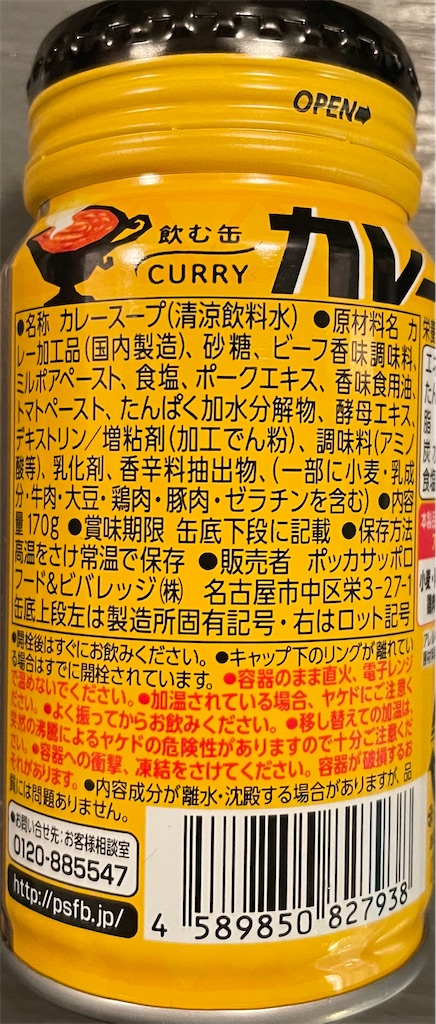 OPEN➡
飲む缶
CURRY
カレー
●名称 カレースープ(清涼飲料水) ●原材料名 カ
レー加工品(国内製造)、砂糖、ビーフ香味調味料、
ミルポアペースト、食塩、ポークエキス、香味食用油、
トマトペースト、たんぱく加水分解物、酵母エキス、
デキストリン／増粘剤(加工でん粉)、調味料(アミノ
酸等)、乳化剤、香辛料抽出物、(一部に小麦・乳成
分・牛肉・大豆・鶏肉・豚肉・ゼラチンを含む) ●内容
量 170g ●賞味期限 缶底下段に記載 ●保存方法
高温をさけ常温で保存 ●販売者 ポッカサッポロ
フード&ビバレッジ㈱ 名古屋市中区栄3-27-1
缶底上段左は製造所固有記号・右はロット記号
●開栓後はすぐにお飲みください。●キャップ下のリングが離れてい
る場合はすでに開栓されています。●容器のまま直火、電子レンジ
で温めないでください。●加温されている場合、ヤケドにご注意く
ださい。●よく振ってからお飲みください。●移し替えての加温は、
突然の沸騰によるヤケドの危険性がありますので十分ご注意くだ
さい。●容器への衝撃、凍結をさけてください。容器が破損するお
それがあります。●内容成分が離水・沈殿する場合がありますが、品
質には問題ありません。
●お問い合せ先:お客様相談室
0120-885547
http://psfb.jp/
4 589850 827938